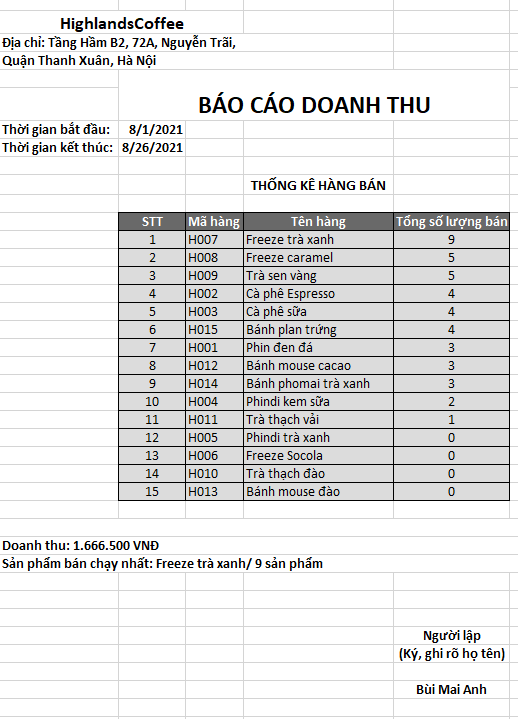 HighlandsCoffee
Địa chỉ: Tầng Hầm B2, 72A, Nguyễn Trãi,
Quận Thanh Xuân, Hà Nội
BÁO CÁO DOANH THU
Thời gian bắt đầu: 8/1/2021
Thời gian kết thúc: 8/26/2021
THỐNG KÊ HÀNG BÁN
STT Mã hàng Tên hàng Tổng số lượng bán
1 H007 Freeze trà xanh 9
2 H008 Freeze caramel 5
3 H009 Trà sen vàng 5
4 H002 Cà phê Espresso 4
5 H003 Cà phê sữa 4
6 H015 Bánh plan trứng 4
7 H001 Phin đen đá 3
8 H012 Bánh mouse cacao 3
9 H014 Bánh phomai trà xanh 3
10 H004 Phindi kem sữa 2
11 H011 Trà thạch vải 1
12 H005 Phindi trà xanh 0
13 H006 Freeze Socola 0
14 H010 Trà thạch đào 0
15 H013 Bánh mouse đào 0
Doanh thu: 1.666.500 VNĐ
Sản phẩm bán chạy nhất: Freeze trà xanh/ 9 sản phẩm
Người lập
(Ký, ghi rõ họ tên)
Bùi Mai Anh